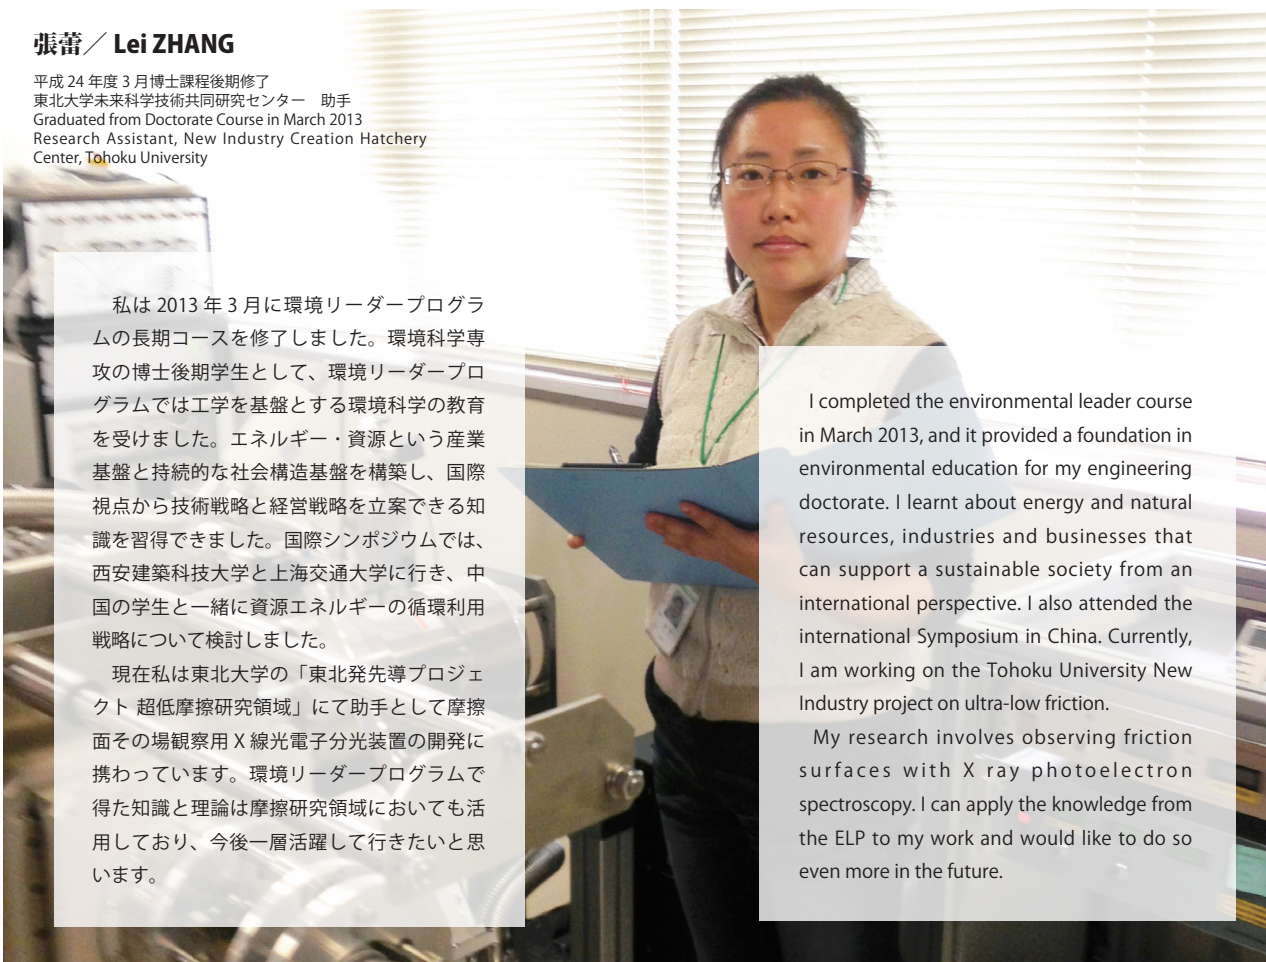 張蕾／ Lei ZHANG
平成 24 年度 3 月博士課程後期修了
東北大学未来科学技術共同研究センター　助手
Graduated from Doctorate Course in March 2013
Research Assistant, New Industry Creation Hatchery
Center, Tohoku University
私は 2013 年 3 月に環境リーダープログラ
ムの長期コースを修了しました。環境科学専
攻の博士後期学生として、環境リーダープロ
グラムでは工学を基盤とする環境科学の教育
を受けました。エネルギー・資源という産業
基盤と持続的な社会構造基盤を構築し、国際
視点から技術戦略と経営戦略を立案できる知
識を習得できました。国際シンポジウムでは、
西安建築科技大学と上海交通大学に行き、中
国の学生と一緒に資源エネルギーの循環利用
戦略について検討しました。
現在私は東北大学の「東北発先導プロジェ
クト 超低摩擦研究領域」にて助手として摩擦
面その場観察用 X 線光電子分光装置の開発に
携わっています。環境リーダープログラムで
得た知識と理論は摩擦研究領域においても活
用しており、今後一層活躍して行きたいと思
います。
I completed the environmental leader course
in March 2013, and it provided a foundation in
environmental education for my engineering
doctorate. I learnt about energy and natural
resources, industries and businesses that
can support a sustainable society from an
international perspective. I also attended the
international Symposium in China. Currently,
I am working on the Tohoku University New
Industry project on ultra-low friction.
My research involves observing friction
surfaces with X ray photoelectron
spectroscopy. I can apply the knowledge from
the ELP to my work and would like to do so
even more in the future.